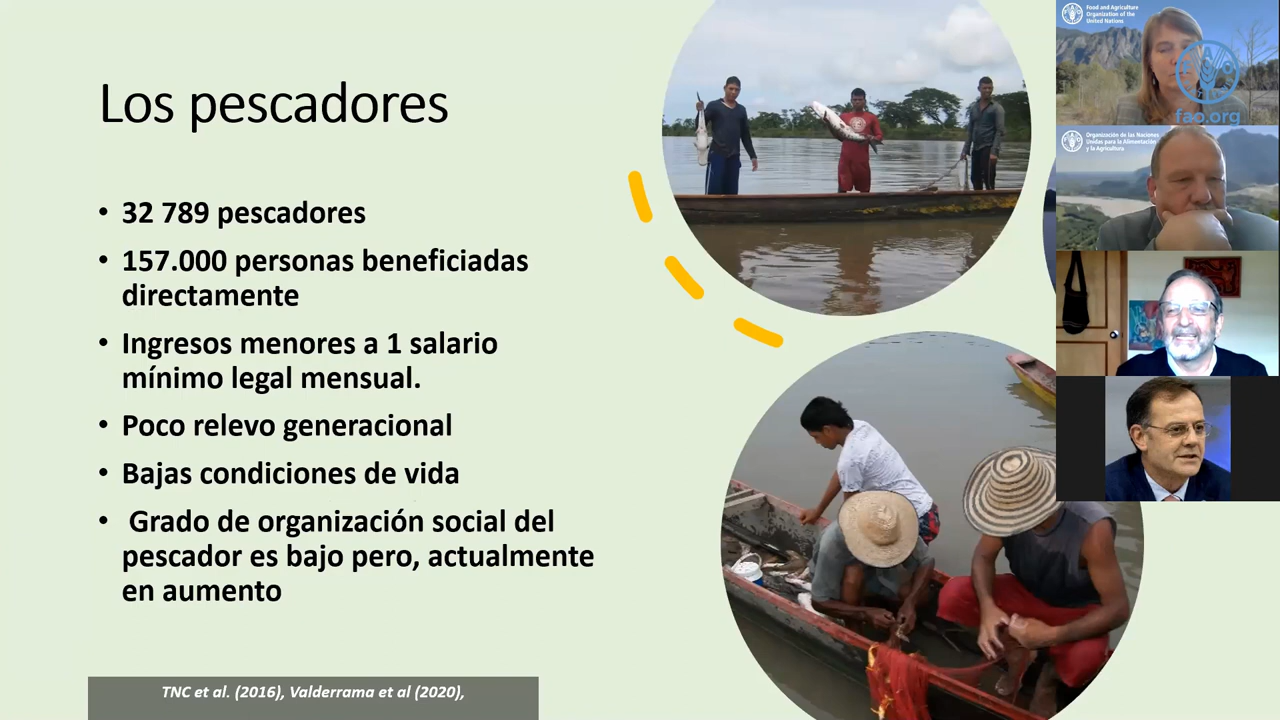 Los pescadores
• 32 789 pescadores
• 157.000 personas beneficiadas
directamente
• Ingresos menores a 1 salario
mínimo legal mensual.
• Poco relevo generacional
• Bajas condiciones de vida
• Grado de organización social del
pescador es bajo pero, actualmente
en aumento
TNC et al. (2016), Valderrama et al (2020),
Food and Agriculture
Organization of the
United Nations
fao.org
Organización de las Naciones
Unidas para la Alimentación
y la Agricultura